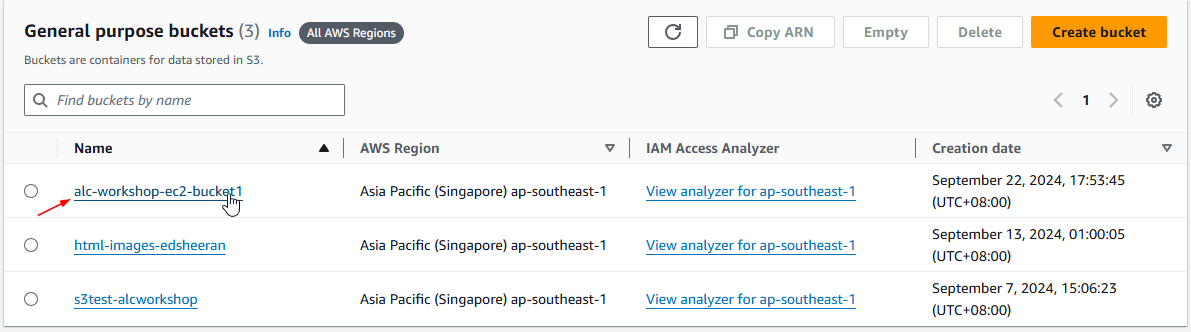 General purpose buckets (3) Info All AWS Regions Copy ARN Empty Delete Create bucket
Buckets are containers for data stored in S3.
Find buckets by name 1
Name AWS Region IAM Access Analyzer Creation date
alc-workshop-ec2-bucket1 Asia Pacific (Singapore) ap-southeast-1 View analyzer for ap-southeast-1 September 22, 2024, 17:53:45
(UTC+08:00)
html-images-edsheeran Asia Pacific (Singapore) ap-southeast-1 View analyzer for ap-southeast-1 September 13, 2024, 01:00:05
(UTC+08:00)
s3test-alcworkshop Asia Pacific (Singapore) ap-southeast-1 View analyzer for ap-southeast-1 September 7, 2024, 15:06:23
(UTC+08:00)